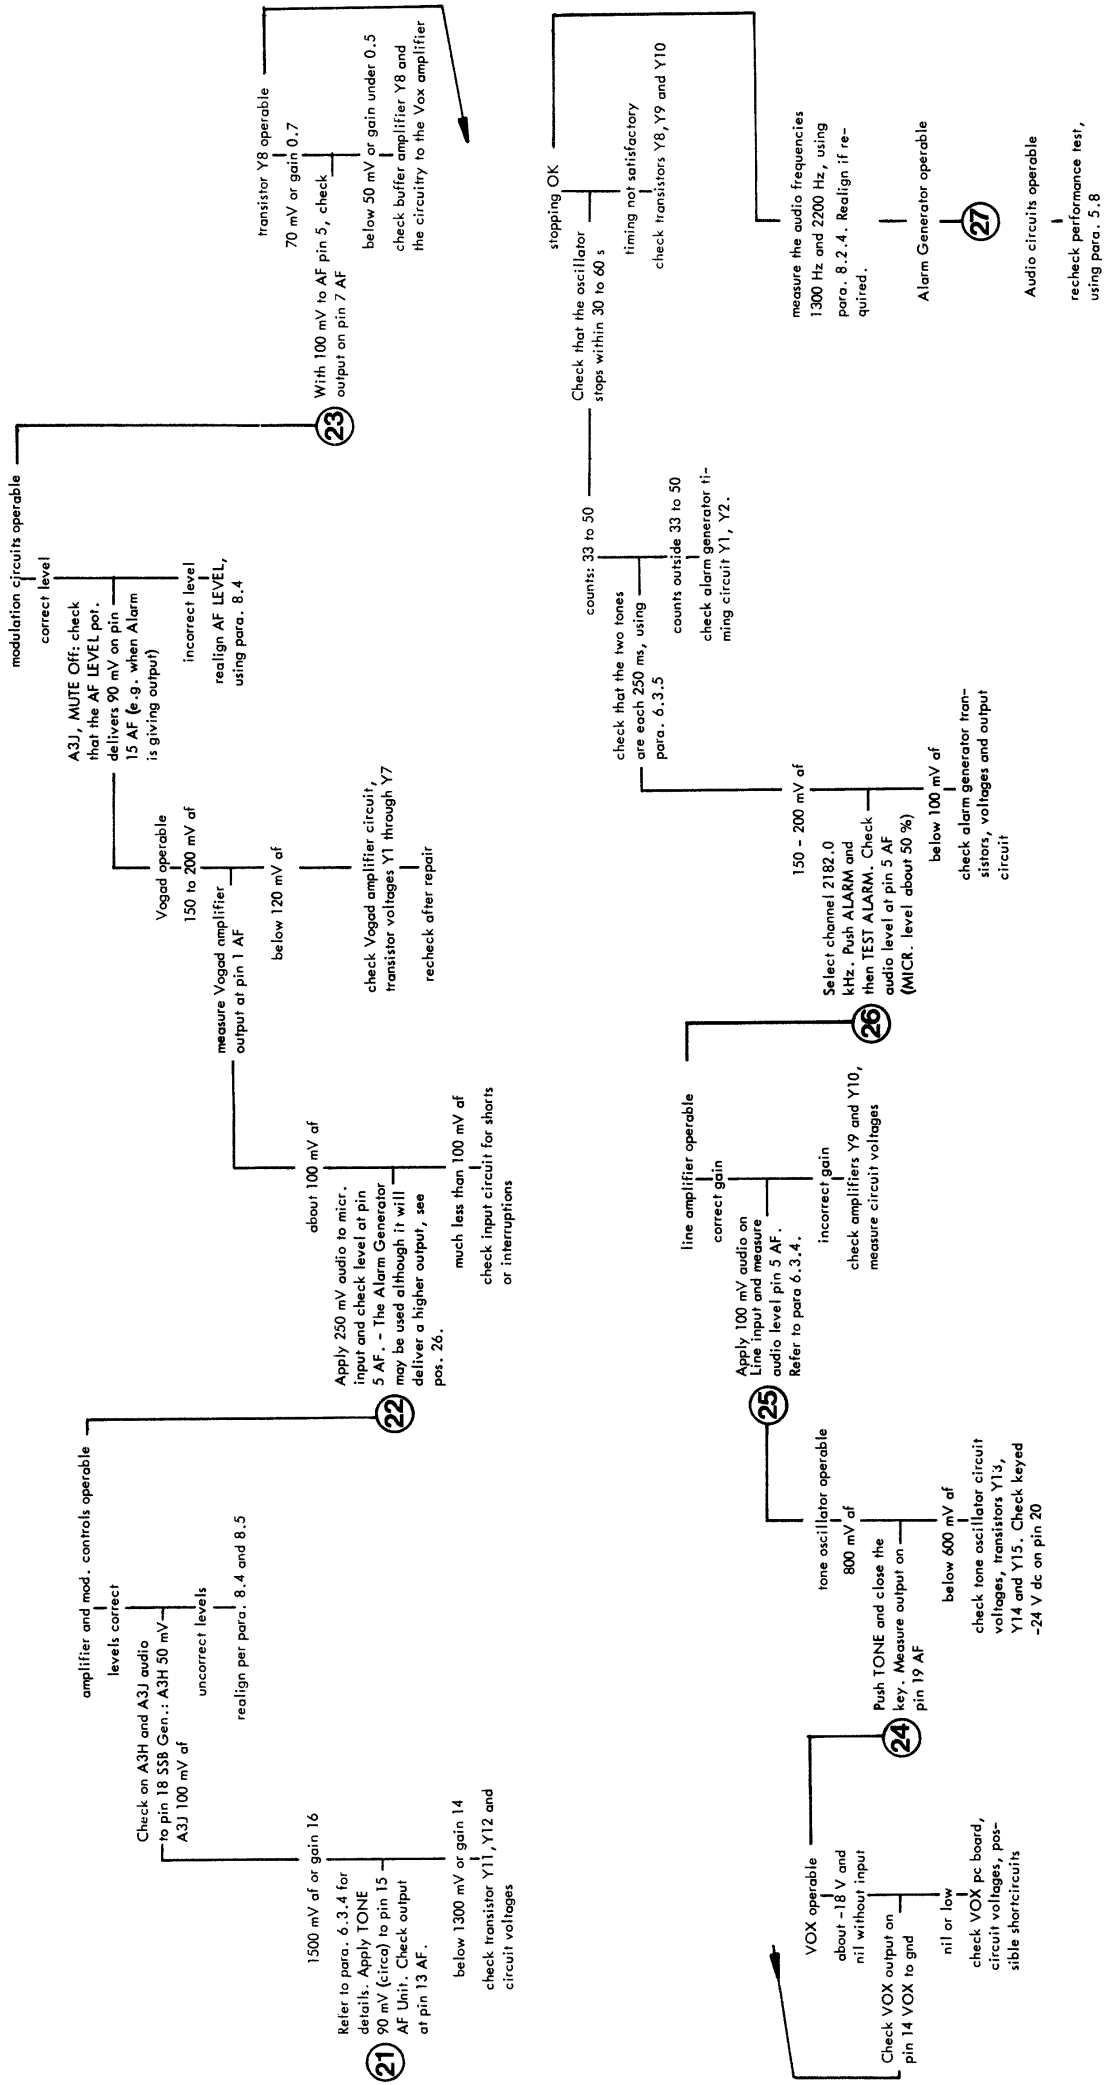 21
Refer to para. 6.3.4 for
details. Apply TONE
90 mV (circa) to pin 15
AF Unit. Check output
at pin 13 AF.
1500 mV af or gain 16
below 1300 mV or gain 14
check transistor Y11, Y12 and
circuit voltages
Check on A3H and A3J audio
to pin 18 SSB Gen.: A3H 50 mV
A3J 100 mV af
amplifier and mod. controls operable
levels correct
uncorrect levels
realign per para. 8.4 and 8.5
22
Apply 250 mV audio to micr.
input and check level at pin
5 AF. - The Alarm Generator
may be used although it will
deliver a higher output, see
pos. 26.
about 100 mV af
much less than 100 mV af
check input circuit for shorts
or interruptions
measure Vogad amplifier
output at pin 1 AF
Vogad operable
150 to 200 mV af
below 120 mV af
check Vogad amplifier circuit,
transistor voltages Y1 through Y7
recheck after repair
A3J, MUTE Off: check
that the AF LEVEL pot.
delivers 90 mV on pin
15 AF (e.g. when Alarm
is giving output)
modulation circuits operable
correct level
incorrect level
realign AF LEVEL,
using para. 8.4
23
With 100 mV to AF pin 5, check
output on pin 7 AF
transistor Y8 operable
70 mV or gain 0.7
below 50 mV or gain under 0.5
check buffer amplifier Y8 and
the circuitry to the Vox amplifier
Check VOX output on
pin 14 VOX to gnd
VOX operable
about -18 V and
nil without input
nil or low
check VOX pc board,
circuit voltages, pos-
sible shortcircuits
24
Push TONE and close the
key. Measure output on
pin 19 AF
tone oscillator operable
800 mV af
below 600 mV af
check tone oscillator circuit
voltages, transistors Y13,
Y14 and Y15. Check keyed
-24 V dc on pin 20
25
Apply 100 mV audio on
Line input and measure
audio level pin 5 AF.
Refer to para 6.3.4.
line amplifier operable
correct gain
incorrect gain
check amplifiers Y9 and Y10,
measure circuit voltages
26
Select channel 2182.0
kHz. Push ALARM and
then TEST ALARM. Check
audio level at pin 5 AF
(MICR. level about 50 %)
150 - 200 mV af
below 100 mV af
check alarm generator tran-
sistors, voltages and output
circuit
check that the two tones
are each 250 ms, using
para. 6.3.5
counts: 33 to 50
counts outside 33 to 50
check alarm generator ti-
ming circuit Y1, Y2.
Check that the oscillator
stops within 30 to 60 s
stopping OK
timing not satisfactory
check transistors Y8, Y9 and Y10
measure the audio frequencies
1300 Hz and 2200 Hz, using
para. 8.2.4. Realign if re-
quired.
Alarm Generator operable
27
Audio circuits operable
recheck performance test,
using para. 5.8